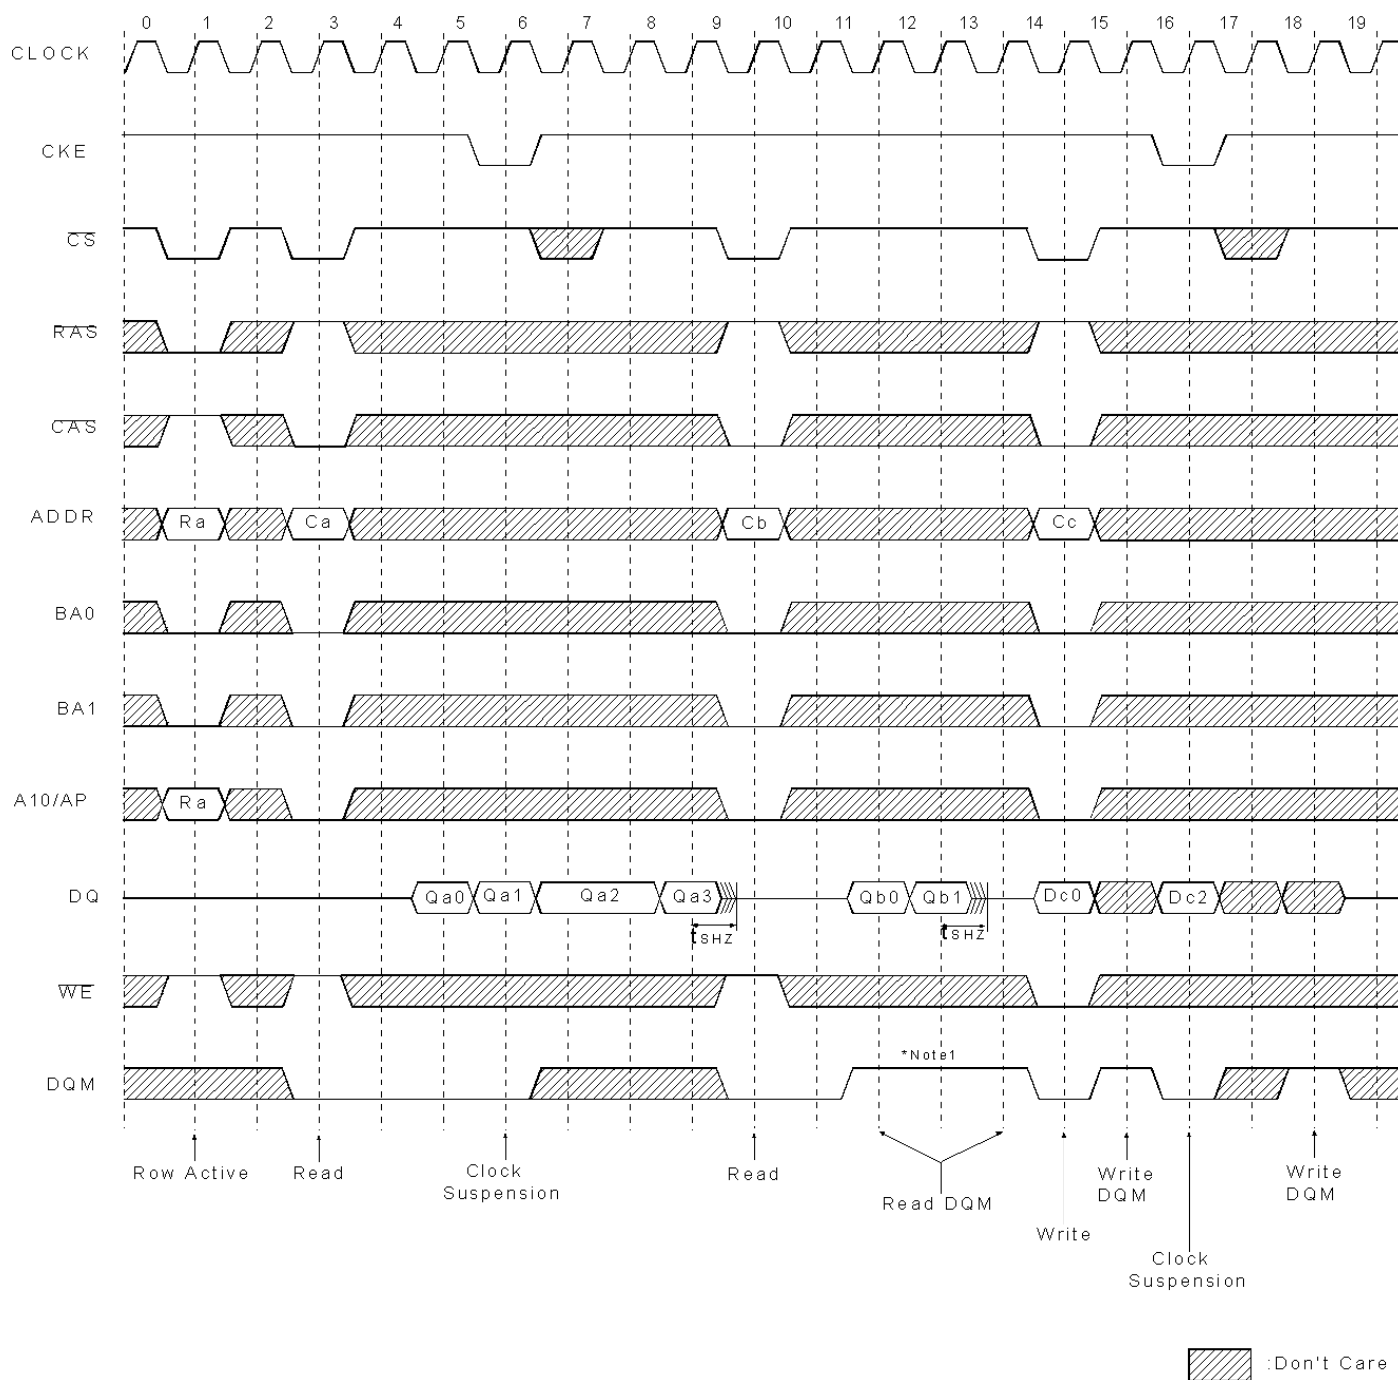 0 1 2 3 4 5 6 7 8 9 10 11 12 13 14 15 16 17 18 19
CLOCK
CKE
CS
RAS
CAS
ADDR Ra Ca Cb Cc
BA0
BA1
A10/AP Ra
DQ Qa0 Qa1 Qa2 Qa3 Qb0 Qb1 Dc0 Dc2
tSHZ tSHZ
WE
*Note1
DQM
Row Active Read Clock Suspension Read Read DQM Write Write DQM Clock Suspension Write DQM
:Don't Care